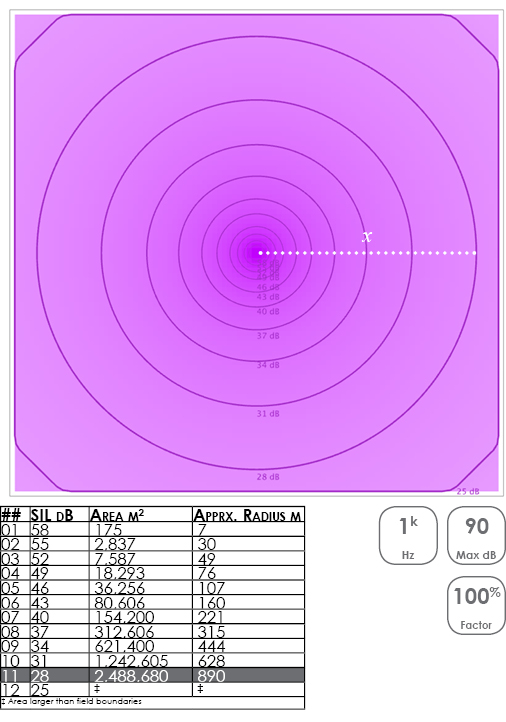 x
46 dB
43 dB
40 dB
37 dB
34 dB
31 dB
28 dB
25 dB
## SIL dB Area m² Apprx. Radius m
01 58 175 7
02 55 2.837 30
03 52 7.587 49
04 49 18.293 76
05 46 36.256 107
06 43 80.606 160
07 40 154.200 221
08 37 312.606 315
09 34 621.400 444
10 31 1.242.605 628
11 28 2.488.680 890
12 25 ‡ ‡
‡ Area larger than field boundaries
1k
Hz
90
Max dB
100%
Factor